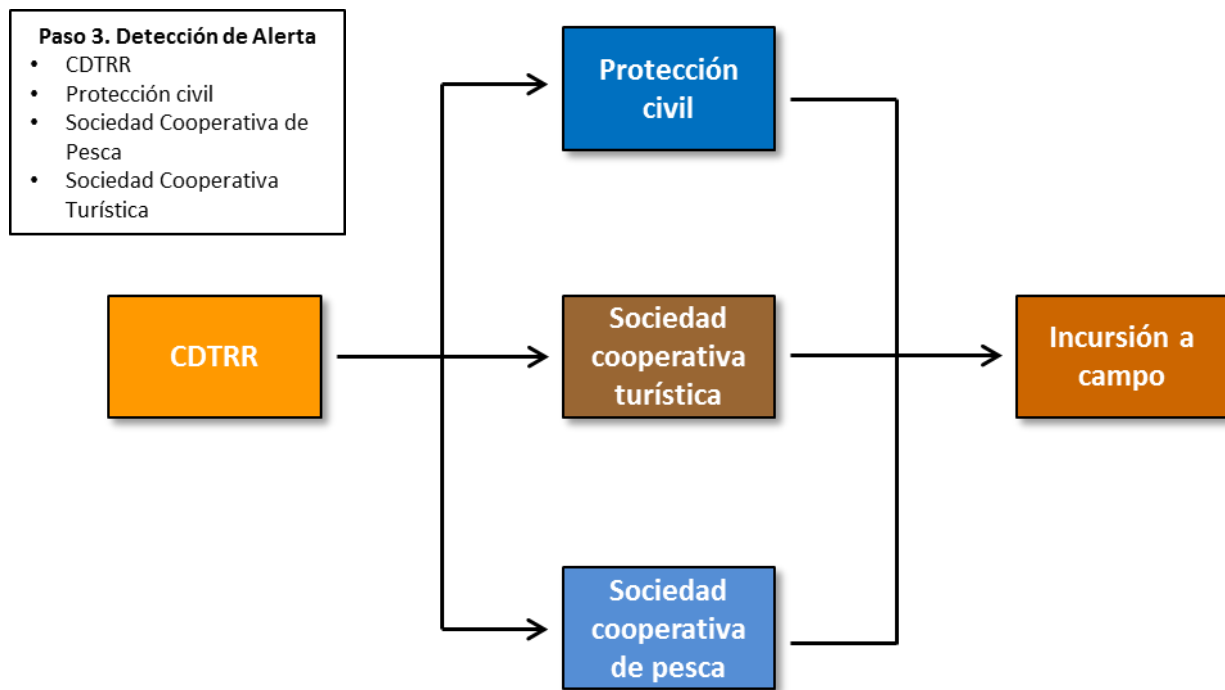 Paso 3. Detección de Alerta
• CDTRR
• Protección civil
• Sociedad Cooperativa de
Pesca
• Sociedad Cooperativa
Turística
Protección
civil
CDTRR
Sociedad
cooperativa
turística
Incursión a
campo
Sociedad
cooperativa
de pesca